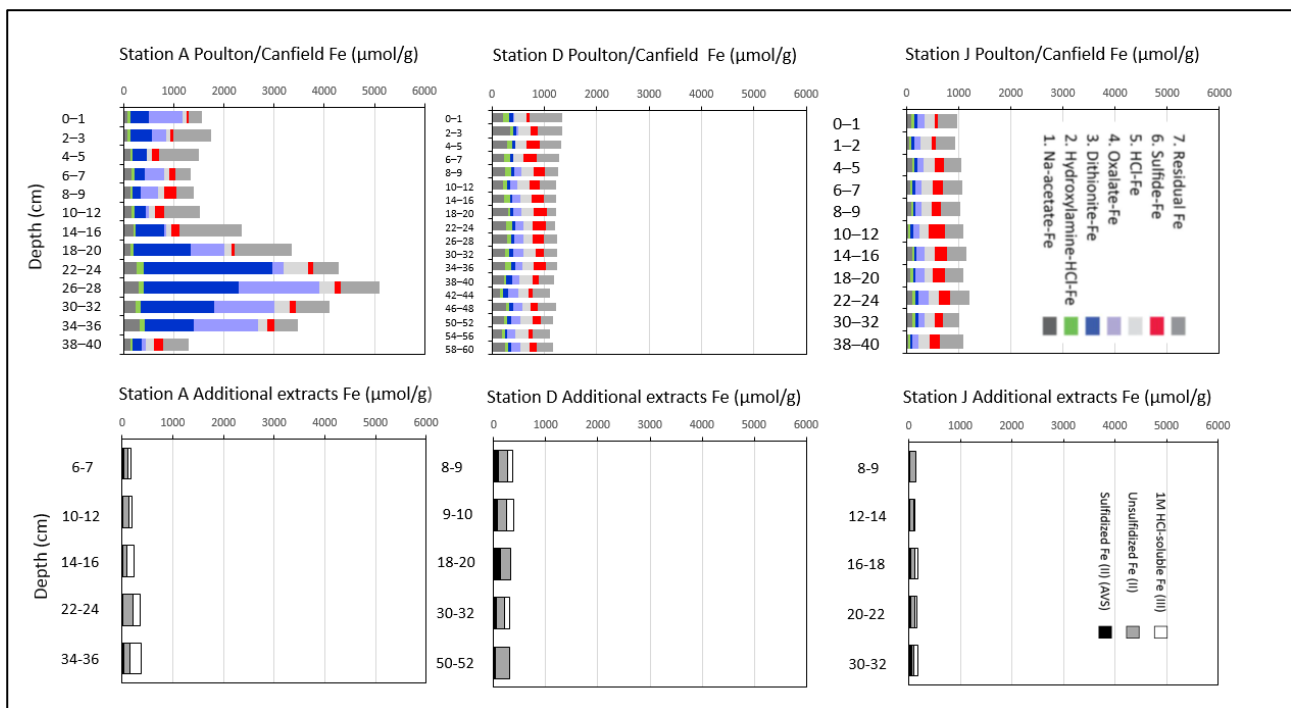 Station A Poulton/Canfield Fe (µmol/g)
0 1000 2000 3000 4000 5000 6000
Depth (cm)
0–1
2–3
4–5
6–7
8–9
10–12
14–16
18–20
22–24
26–28
30–32
34–36
38–40
Station D Poulton/Canfield Fe (µmol/g)
0 1000 2000 3000 4000 5000 6000
0–1
2–3
4–5
6–7
8–9
10–12
14–16
18–20
22–24
26–28
30–32
34–36
38–40
42–44
46–48
50–52
54–56
58–60
Station J Poulton/Canfield Fe (µmol/g)
0 1000 2000 3000 4000 5000 6000
0–1
1–2
4–5
6–7
8–9
10–12
14–16
18–20
22–24
30–32
38–40
1. Na-acetate-Fe
2. Hydroxylamine-HCl-Fe
3. Dithionite-Fe
4. Oxalate-Fe
5. HCl-Fe
6. Sulfide-Fe
7. Residual Fe
Station A Additional extracts Fe (µmol/g)
0 1000 2000 3000 4000 5000 6000
Depth (cm)
6-7
10-12
14-16
22-24
34-36
Station D Additional extracts Fe (µmol/g)
0 1000 2000 3000 4000 5000 6000
8-9
9-10
18-20
30-32
50-52
Station J Additional extracts Fe (µmol/g)
0 1000 2000 3000 4000 5000 6000
8-9
12-14
16-18
20-22
30-32
Sulfidized Fe (II) (AVS)
Unsulfidized Fe (II)
1M HCl-soluble Fe (III)